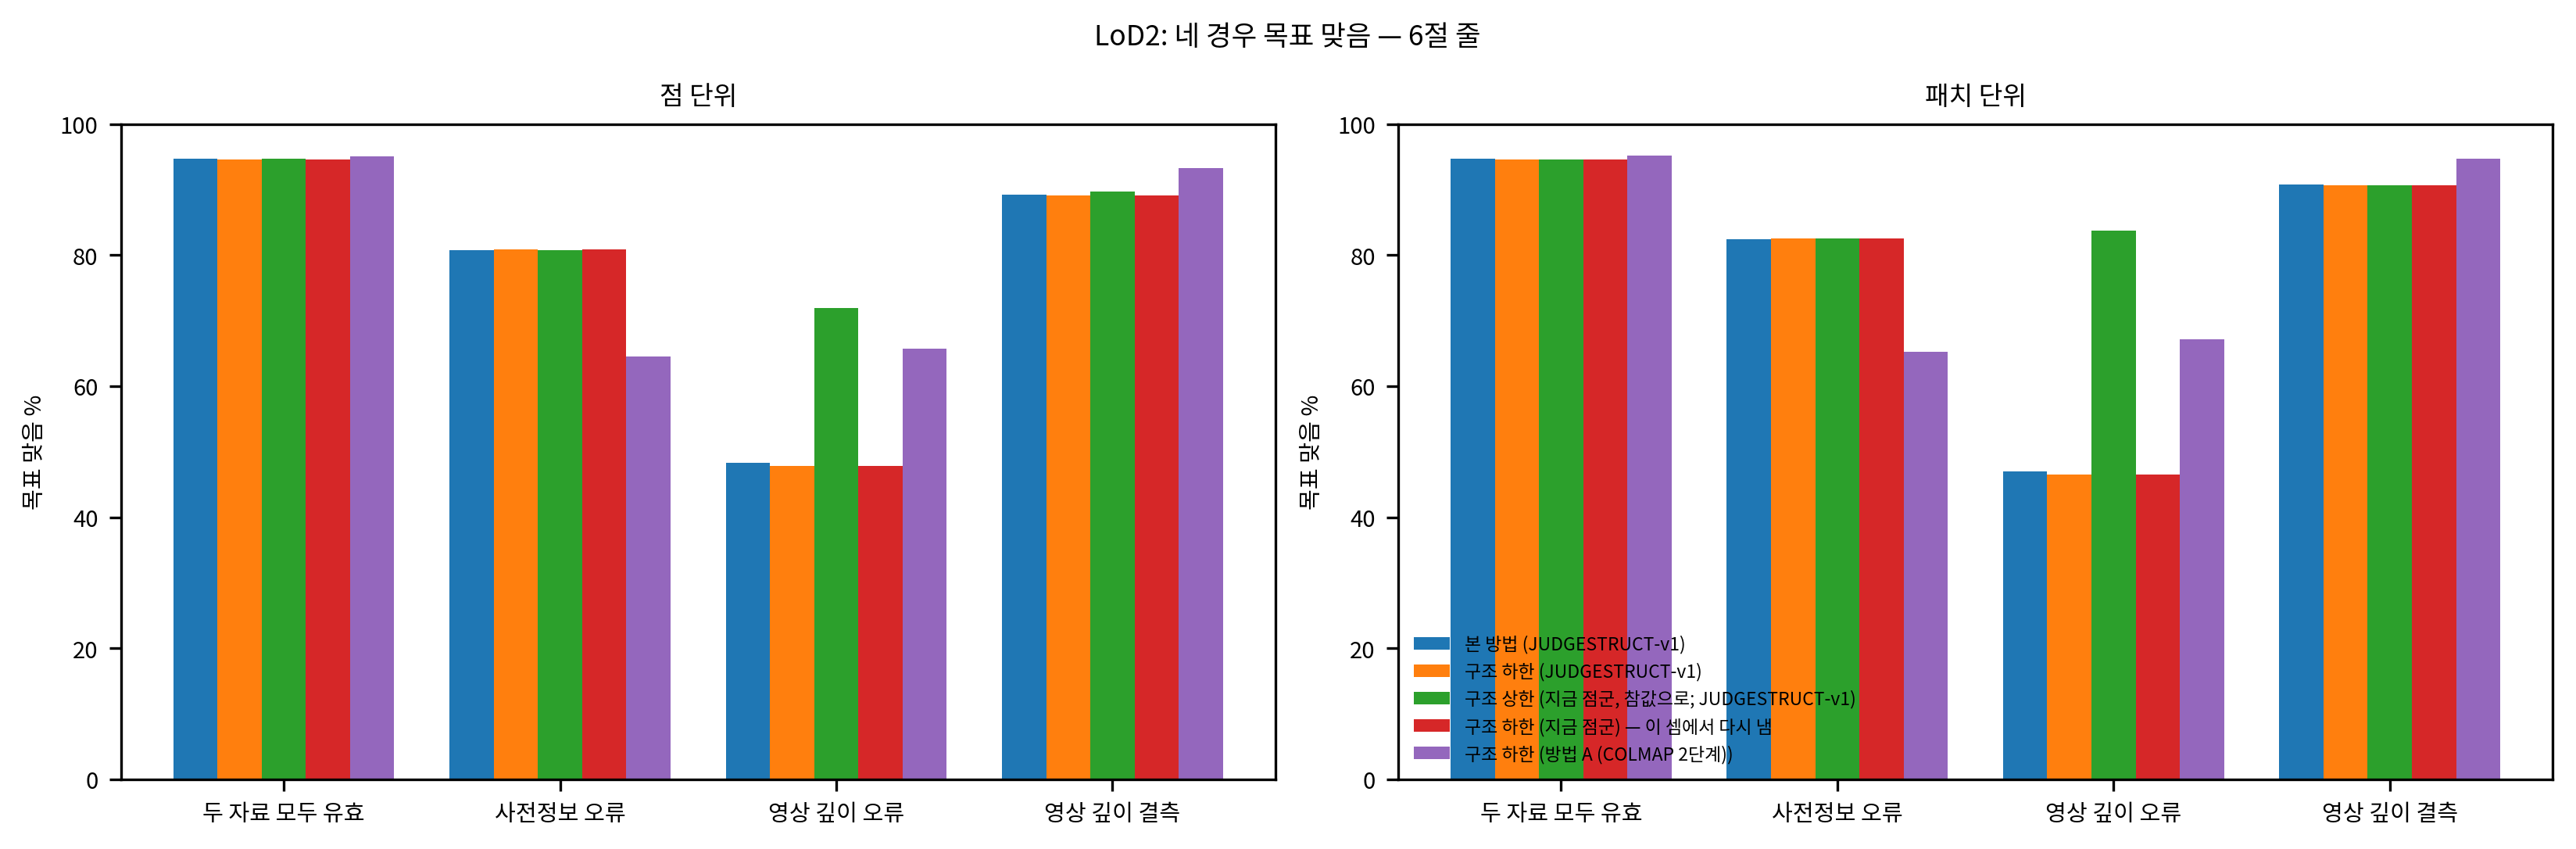 LoD2: 네 경우 목표 맞음 — 6절 줄
점 단위
100
80
60
40
20
0
목표 맞음 %
두 자료 모두 유효
사전정보 오류
영상 깊이 오류
영상 깊이 결측
패치 단위
100
80
60
40
20
0
목표 맞음 %
본 방법 (JUDGESTRUCT-v1)
구조 하한 (JUDGESTRUCT-v1)
구조 상한 (지금 점군, 참값으로; JUDGESTRUCT-v1)
구조 하한 (지금 점군) — 이 셈에서 다시 냄
구조 하한 (방법 A (COLMAP 2단계))
두 자료 모두 유효
사전정보 오류
영상 깊이 오류
영상 깊이 결측